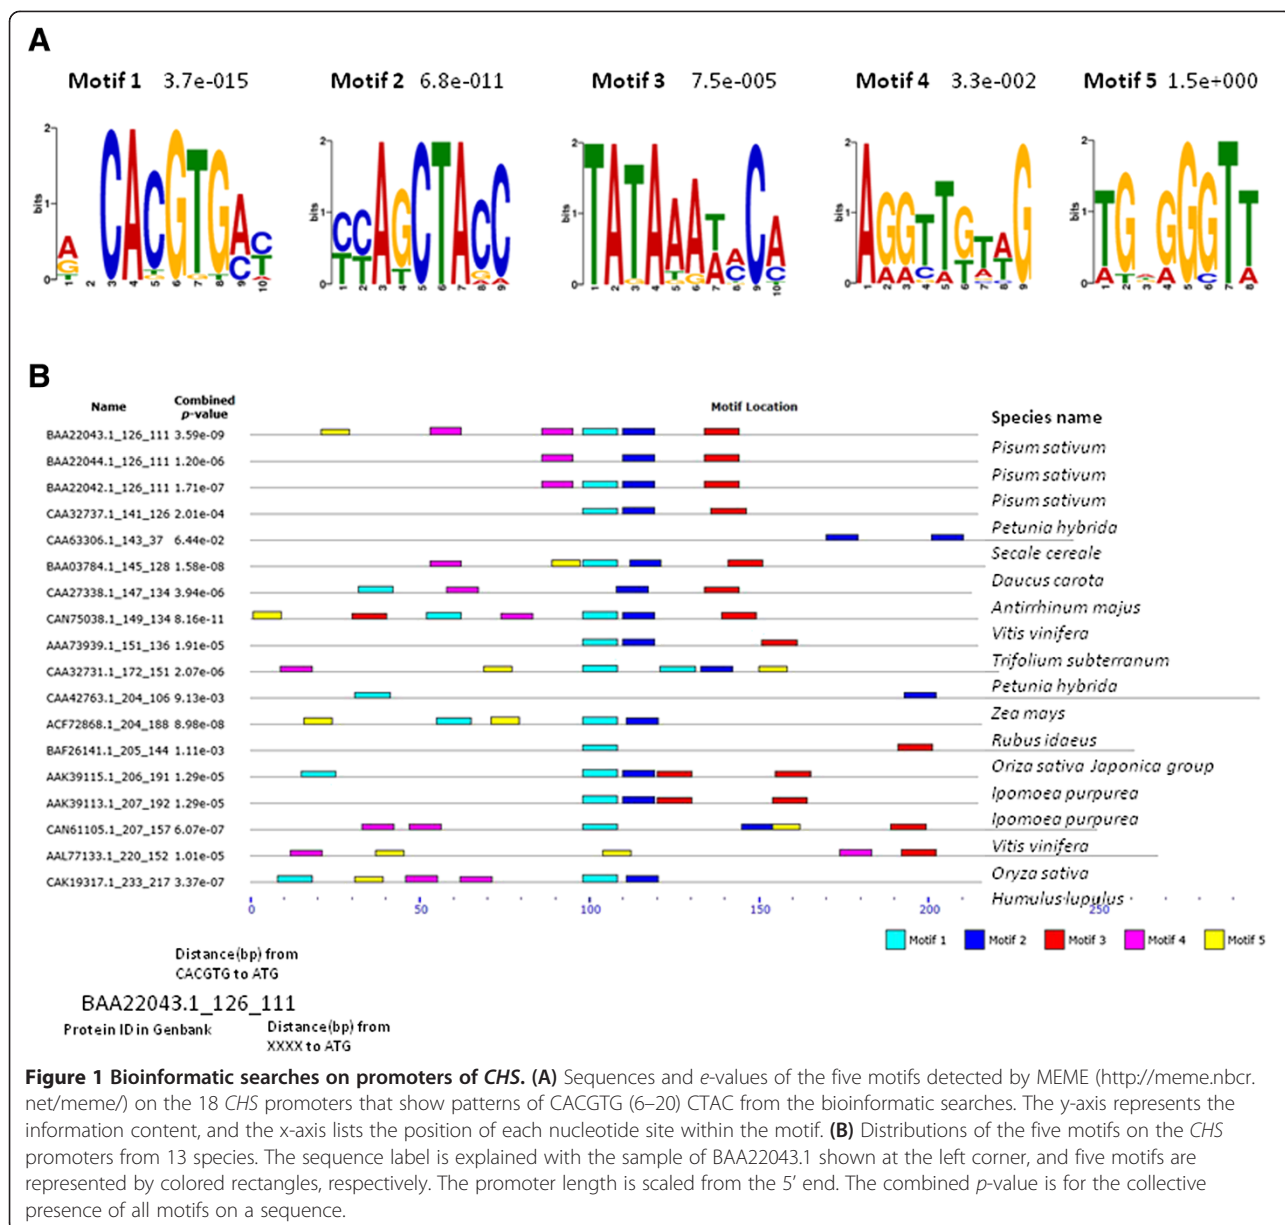 A
Motif 1 3.7e-015 Motif 2 6.8e-011 Motif 3 7.5e-005 Motif 4 3.3e-002 Motif 5 1.5e+000
B
Name Combined p-value Motif Location Species name
BAA22043.1_126_111 3.59e-09 Pisum sativum
BAA22044.1_126_111 1.20e-06 Pisum sativum
BAA22042.1_126_111 1.71e-07 Pisum sativum
CAA32737.1_141_126 2.01e-04 Petunia hybrida
CAA63306.1_143_37 6.44e-02 Secale cereale
BAA03784.1_145_128 1.58e-08 Daucus carota
CAA27338.1_147_134 3.94e-06 Antirrhinum majus
CAN75038.1_149_134 8.16e-11 Vitis vinifera
AAA73939.1_151_136 1.91e-05 Trifolium subterranum
CAA32731.1_172_151 2.07e-06 Petunia hybrida
CAA42763.1_204_106 9.13e-03 Zea mays
ACF72868.1_204_188 8.98e-08 Rubus idaeus
BAF26141.1_205_144 1.11e-03 Oriza sativa Japonica group
AAK39115.1_206_191 1.29e-05 Ipomoea purpurea
AAK39113.1_207_192 1.29e-05 Ipomoea purpurea
CAN61105.1_207_157 6.07e-07 Vitis vinifera
AAL77133.1_220_152 1.01e-05 Oryza sativa
CAK19317.1_233_217 3.37e-07 Humulus lupulus
0 50 100 150 200 250
Motif 1 Motif 2 Motif 3 Motif 4 Motif 5
Distance(bp) from
CACGTG to ATG
BAA22043.1_126_111
Protein ID in Genbank Distance(bp) from
XXXX to ATG
Figure 1 Bioinformatic searches on promoters of CHS. (A) Sequences and e-values of the five motifs detected by MEME (http://meme.nbcr.
net/meme/) on the 18 CHS promoters that show patterns of CACGTG (6–20) CTAC from the bioinformatic searches. The y-axis represents the
information content, and the x-axis lists the position of each nucleotide site within the motif. (B) Distributions of the five motifs on the CHS
promoters from 13 species. The sequence label is explained with the sample of BAA22043.1 shown at the left corner, and five motifs are
represented by colored rectangles, respectively. The promoter length is scaled from the 5′ end. The combined p-value is for the collective
presence of all motifs on a sequence.